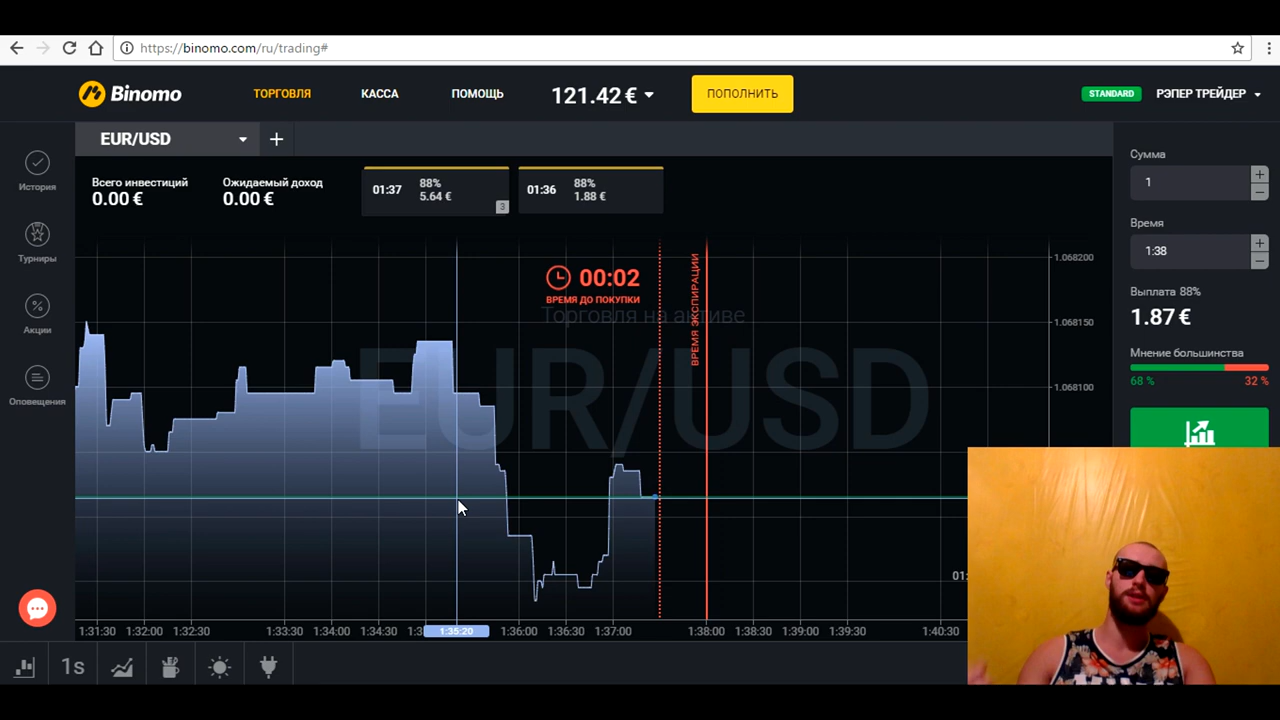 https://binomo.com/ru/trading#
Binomo
ТОРГОВЛЯ
КАССА
ПОМОЩЬ
121.42 €
ПОПОЛНИТЬ
STANDARD
РЭПЕР ТРЕЙДЕР
EUR/USD
+
История
Турниры
Акции
Оповещения
Всего инвестиций
0.00 €
Ожидаемый доход
0.00 €
01:37
88%
5.64 €
3
01:36
88%
1.88 €
00:02
ВРЕМЯ ДО ПОКУПКИ
ВРЕМЯ ЭКСПИРАЦИИ
Торговля на активе
EUR/USD
1.068200
1.068150
1.068100
01:
1:31:30 1:32:00 1:32:30 1:33:30 1:34:00 1:34:30 1:35:20 1:36:00 1:36:30 1:37:00 1:38:00 1:38:30 1:39:00 1:39:30 1:40:30
1s
Сумма
1
Время
1:38
Выплата 88%
1.87 €
Мнение большинства
68 % 32 %